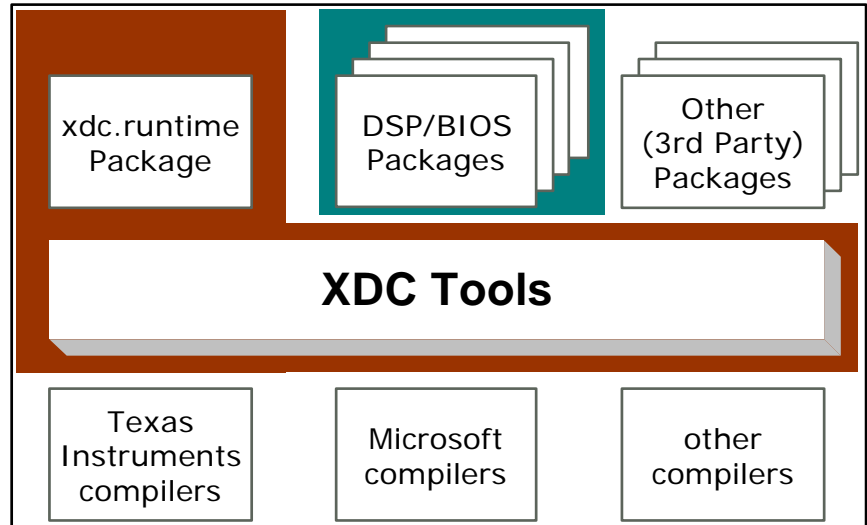 xdc.runtime
Package
DSP/BIOS
Packages
Other
(3rd Party)
Packages
XDC Tools
Texas
Instruments
compilers
Microsoft
compilers
other
compilers